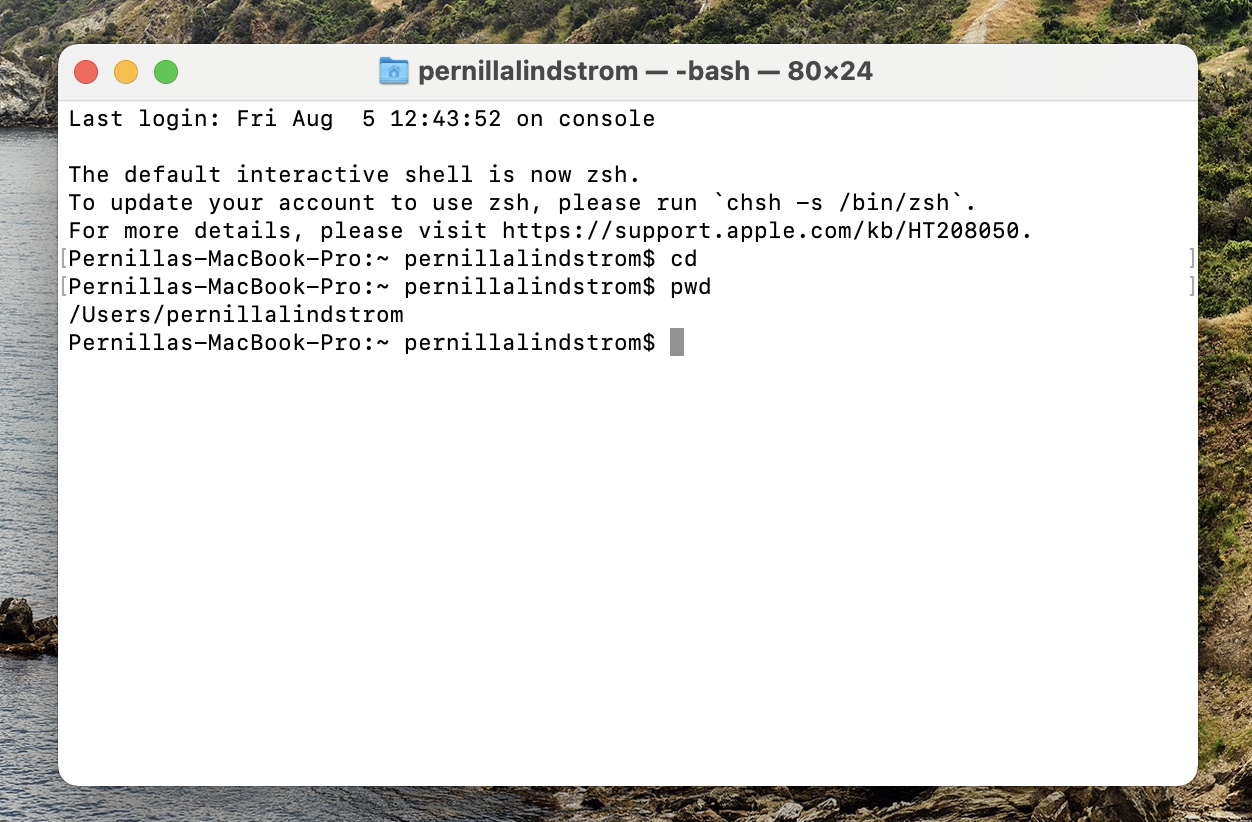 pernillalindstrom — -bash — 80×24
Last login: Fri Aug  5 12:43:52 on console
The default interactive shell is now zsh.
To update your account to use zsh, please run `chsh -s /bin/zsh`.
For more details, please visit https://support.apple.com/kb/HT208050.
[Pernillas-MacBook-Pro:~ pernillalindstrom$ cd ]
[Pernillas-MacBook-Pro:~ pernillalindstrom$ pwd ]
/Users/pernillalindstrom
Pernillas-MacBook-Pro:~ pernillalindstrom$